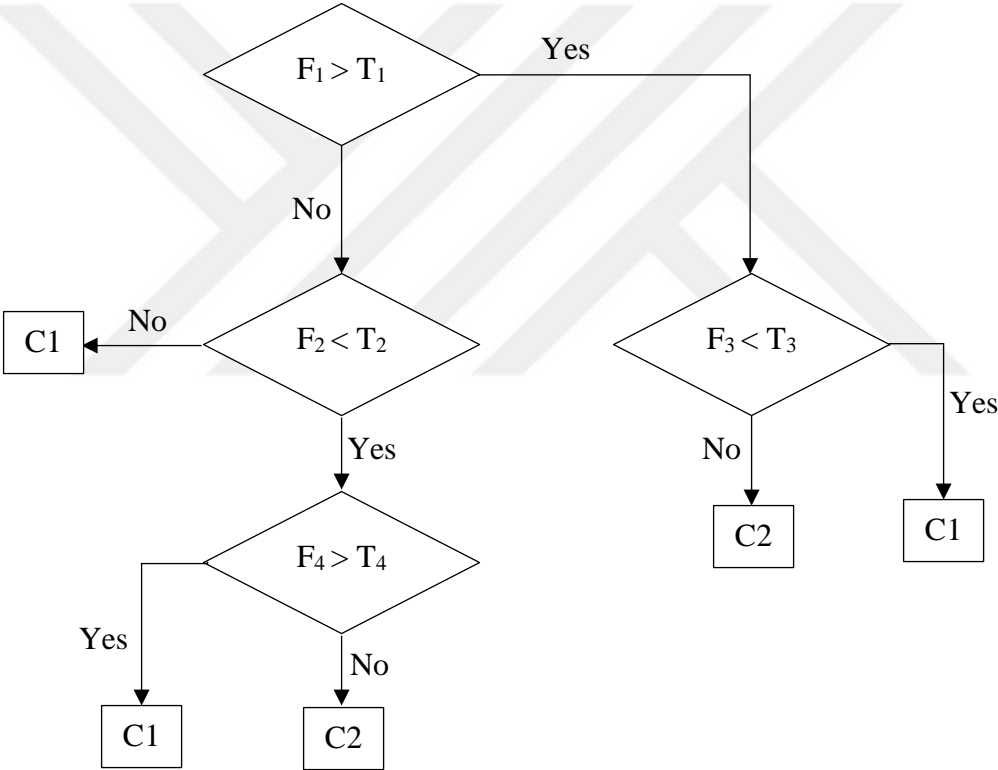 Yes
F₁ > T₁
No
No
C1
F₂ < T₂
F₃ < T₃
Yes
Yes
No
C2
C1
F₄ > T₄
Yes
No
C1
C2